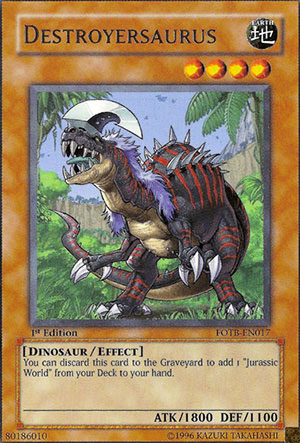 DESTROYERSAURUS
EARTH
地
1st Edition
FOTB-EN017
[DINOSAUR/EFFECT]
You can discard this card to the Graveyard to add 1 "Jurassic
World" from your Deck to your hand.
ATK/1800 DEF/1100
80186010
©1996 KAZUKI TAKAHASHI